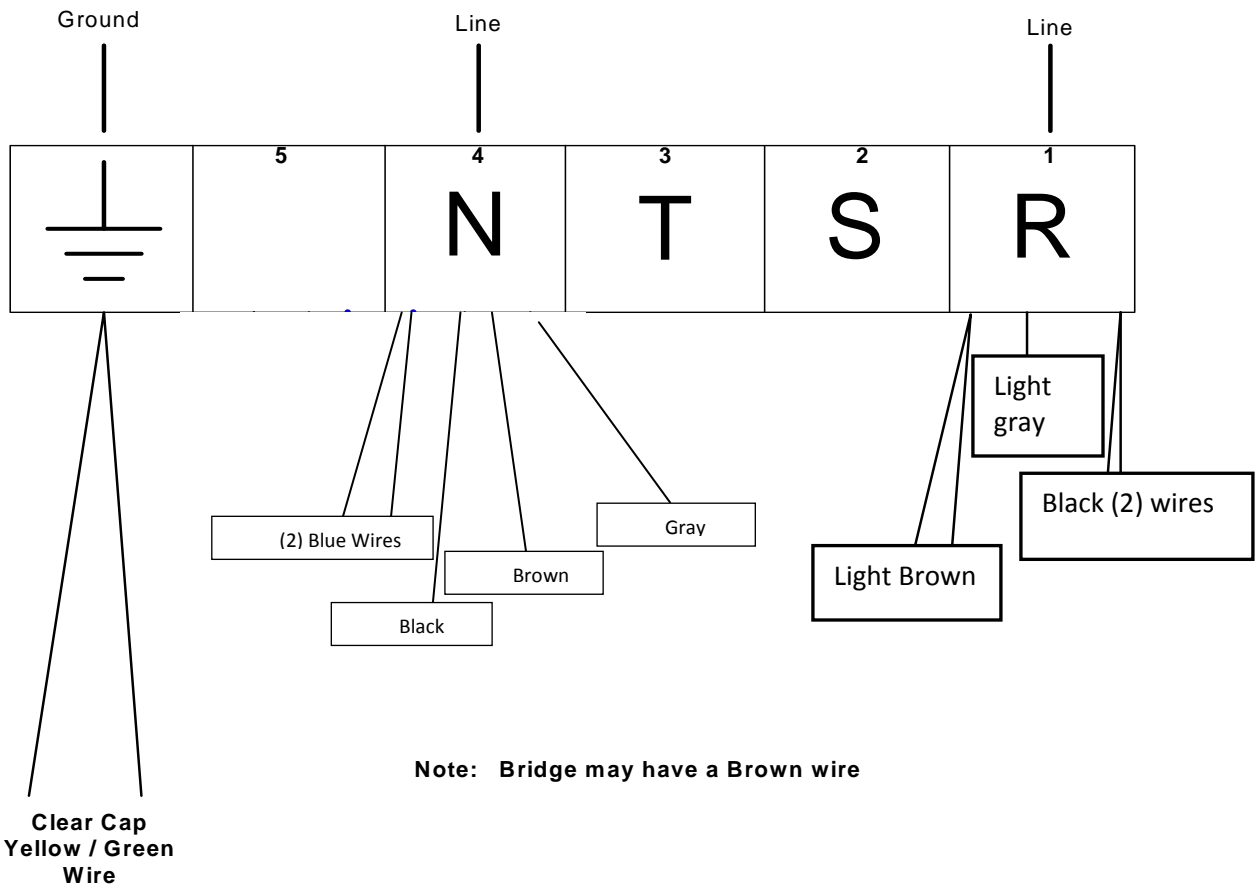 Ground
Line
Line
5
4
3
2
1
N
T
S
R
Light
gray
Black (2) wires
(2) Blue Wires
Gray
Brown
Light Brown
Black
Note: Bridge may have a Brown wire
Clear Cap
Yellow / Green
Wire